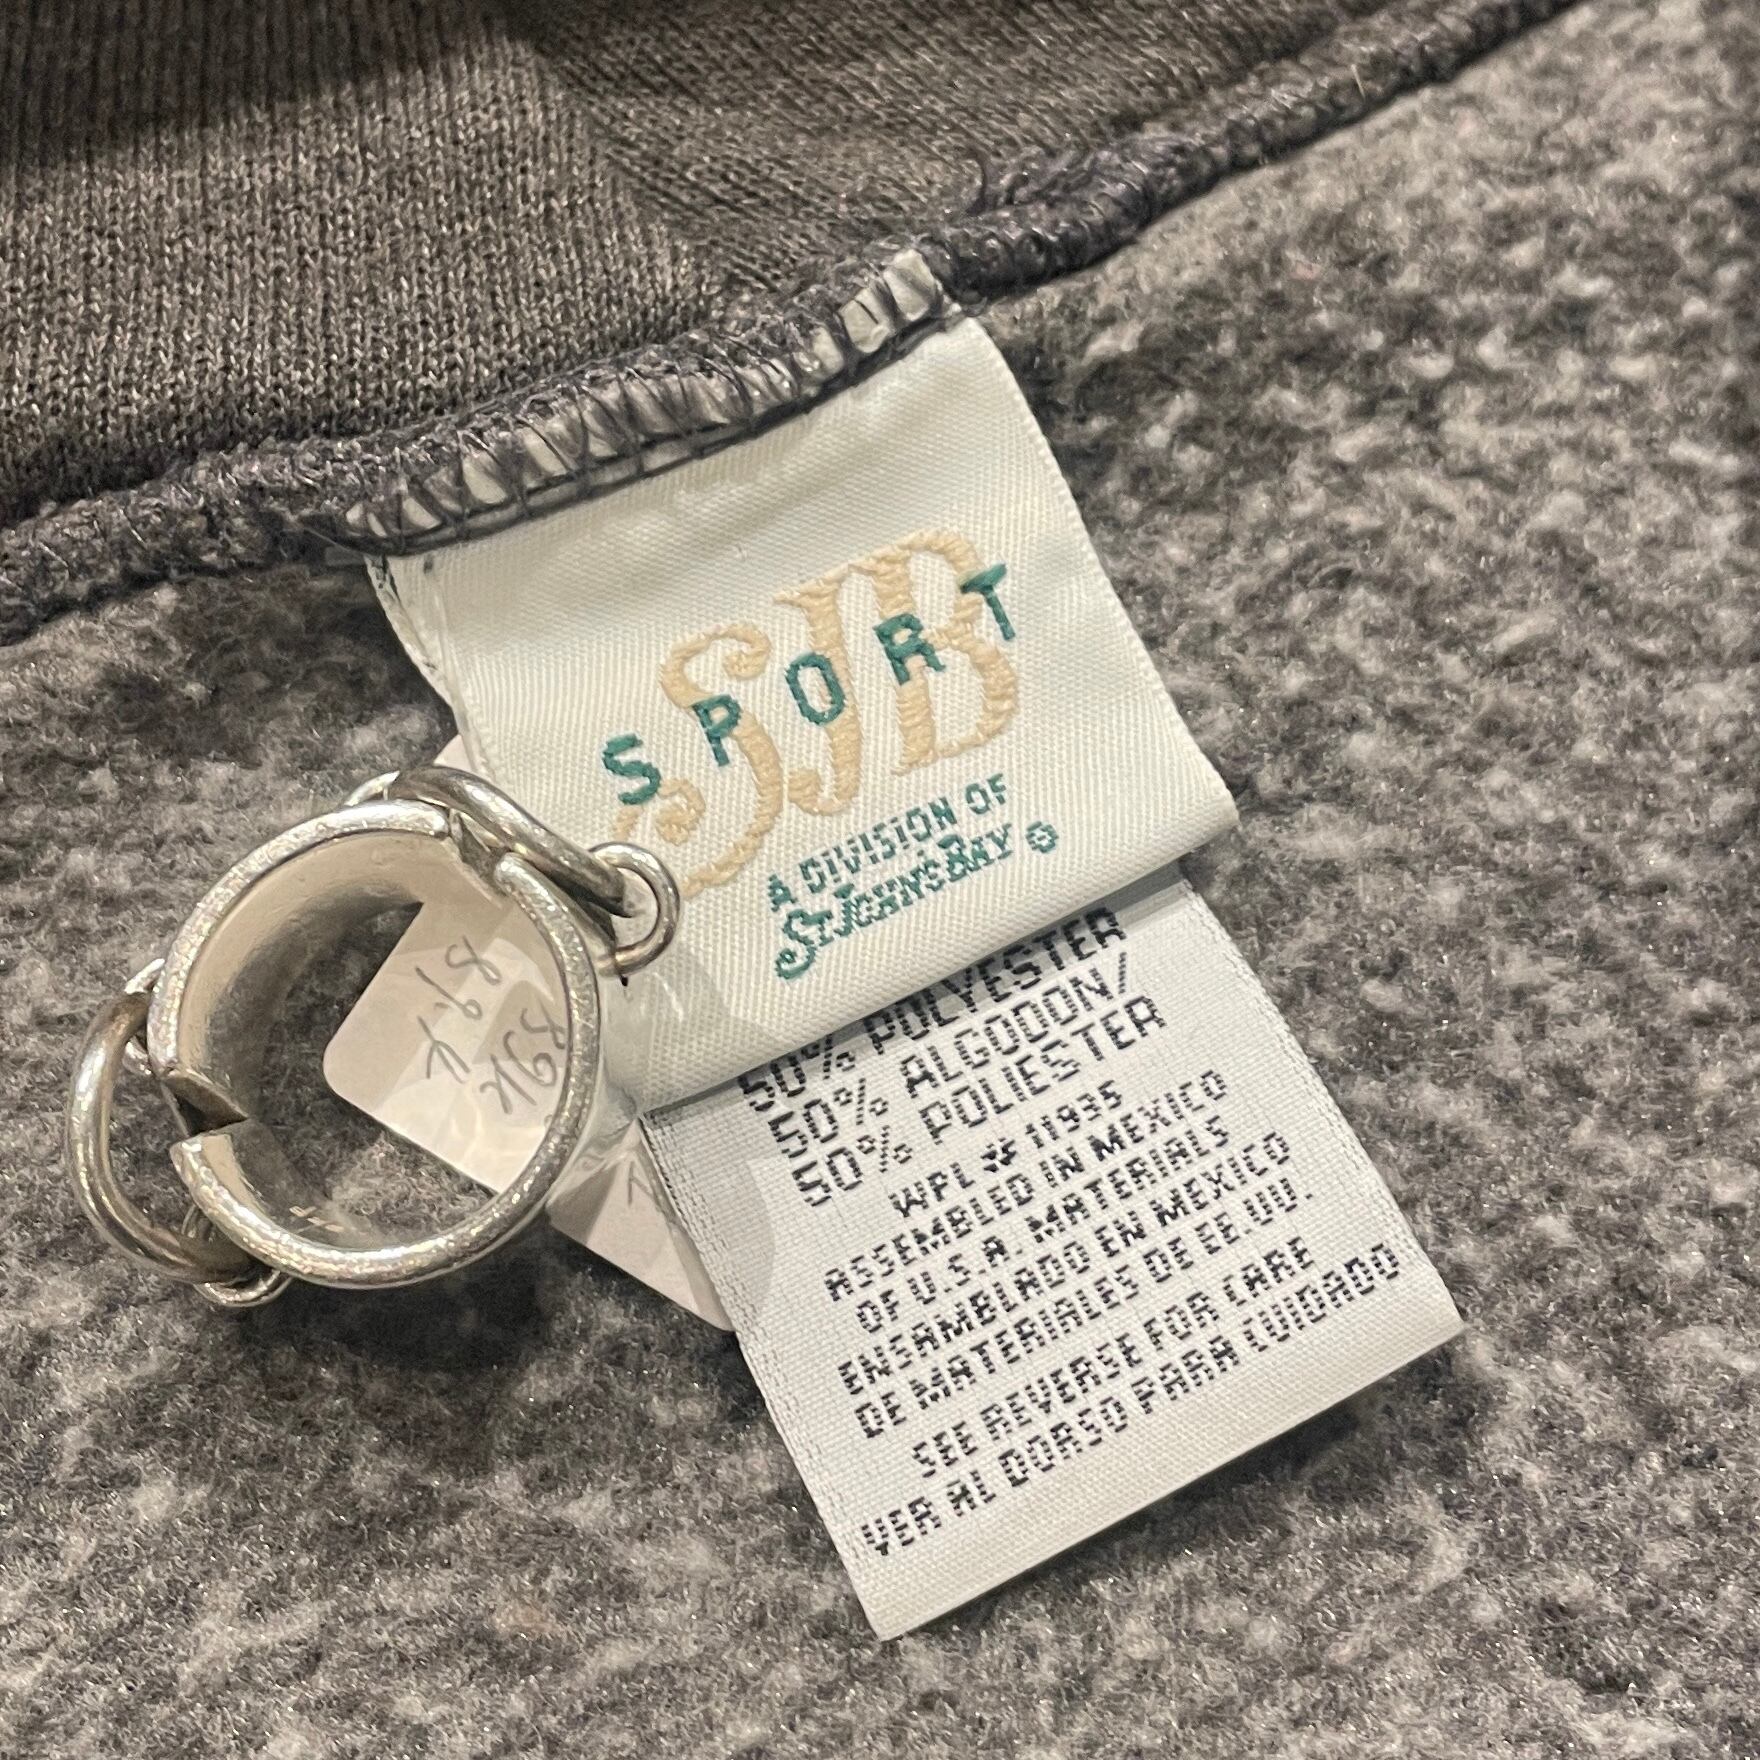 SJB
SPORT
A DIVISION OF
ST. JOHN'S BAY ®
50% POLYESTER
50% ALGODON/
50% POLIESTER
WPL # 11935
ASSEMBLED IN MEXICO
OF U.S.A. MATERIALS
ENSAMBLADO EN MEXICO
DE MATERIALES DE EE.UU.
SEE REVERSE FOR CARE
VER AL DORSO PARA CUIDADO
89k